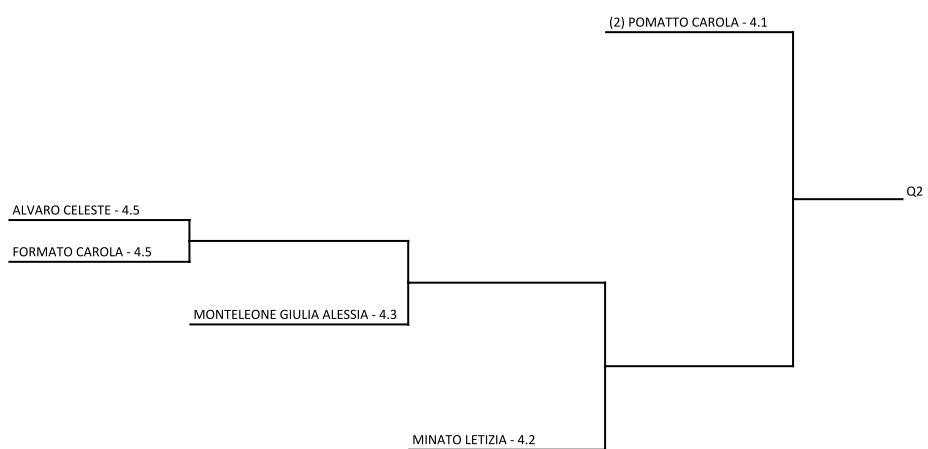 (2) POMATTO CAROLA - 4.1
Q2
ALVARO CELESTE - 4.5
FORMATO CAROLA - 4.5
MONTELEONE GIULIA ALESSIA - 4.3
MINATO LETIZIA - 4.2